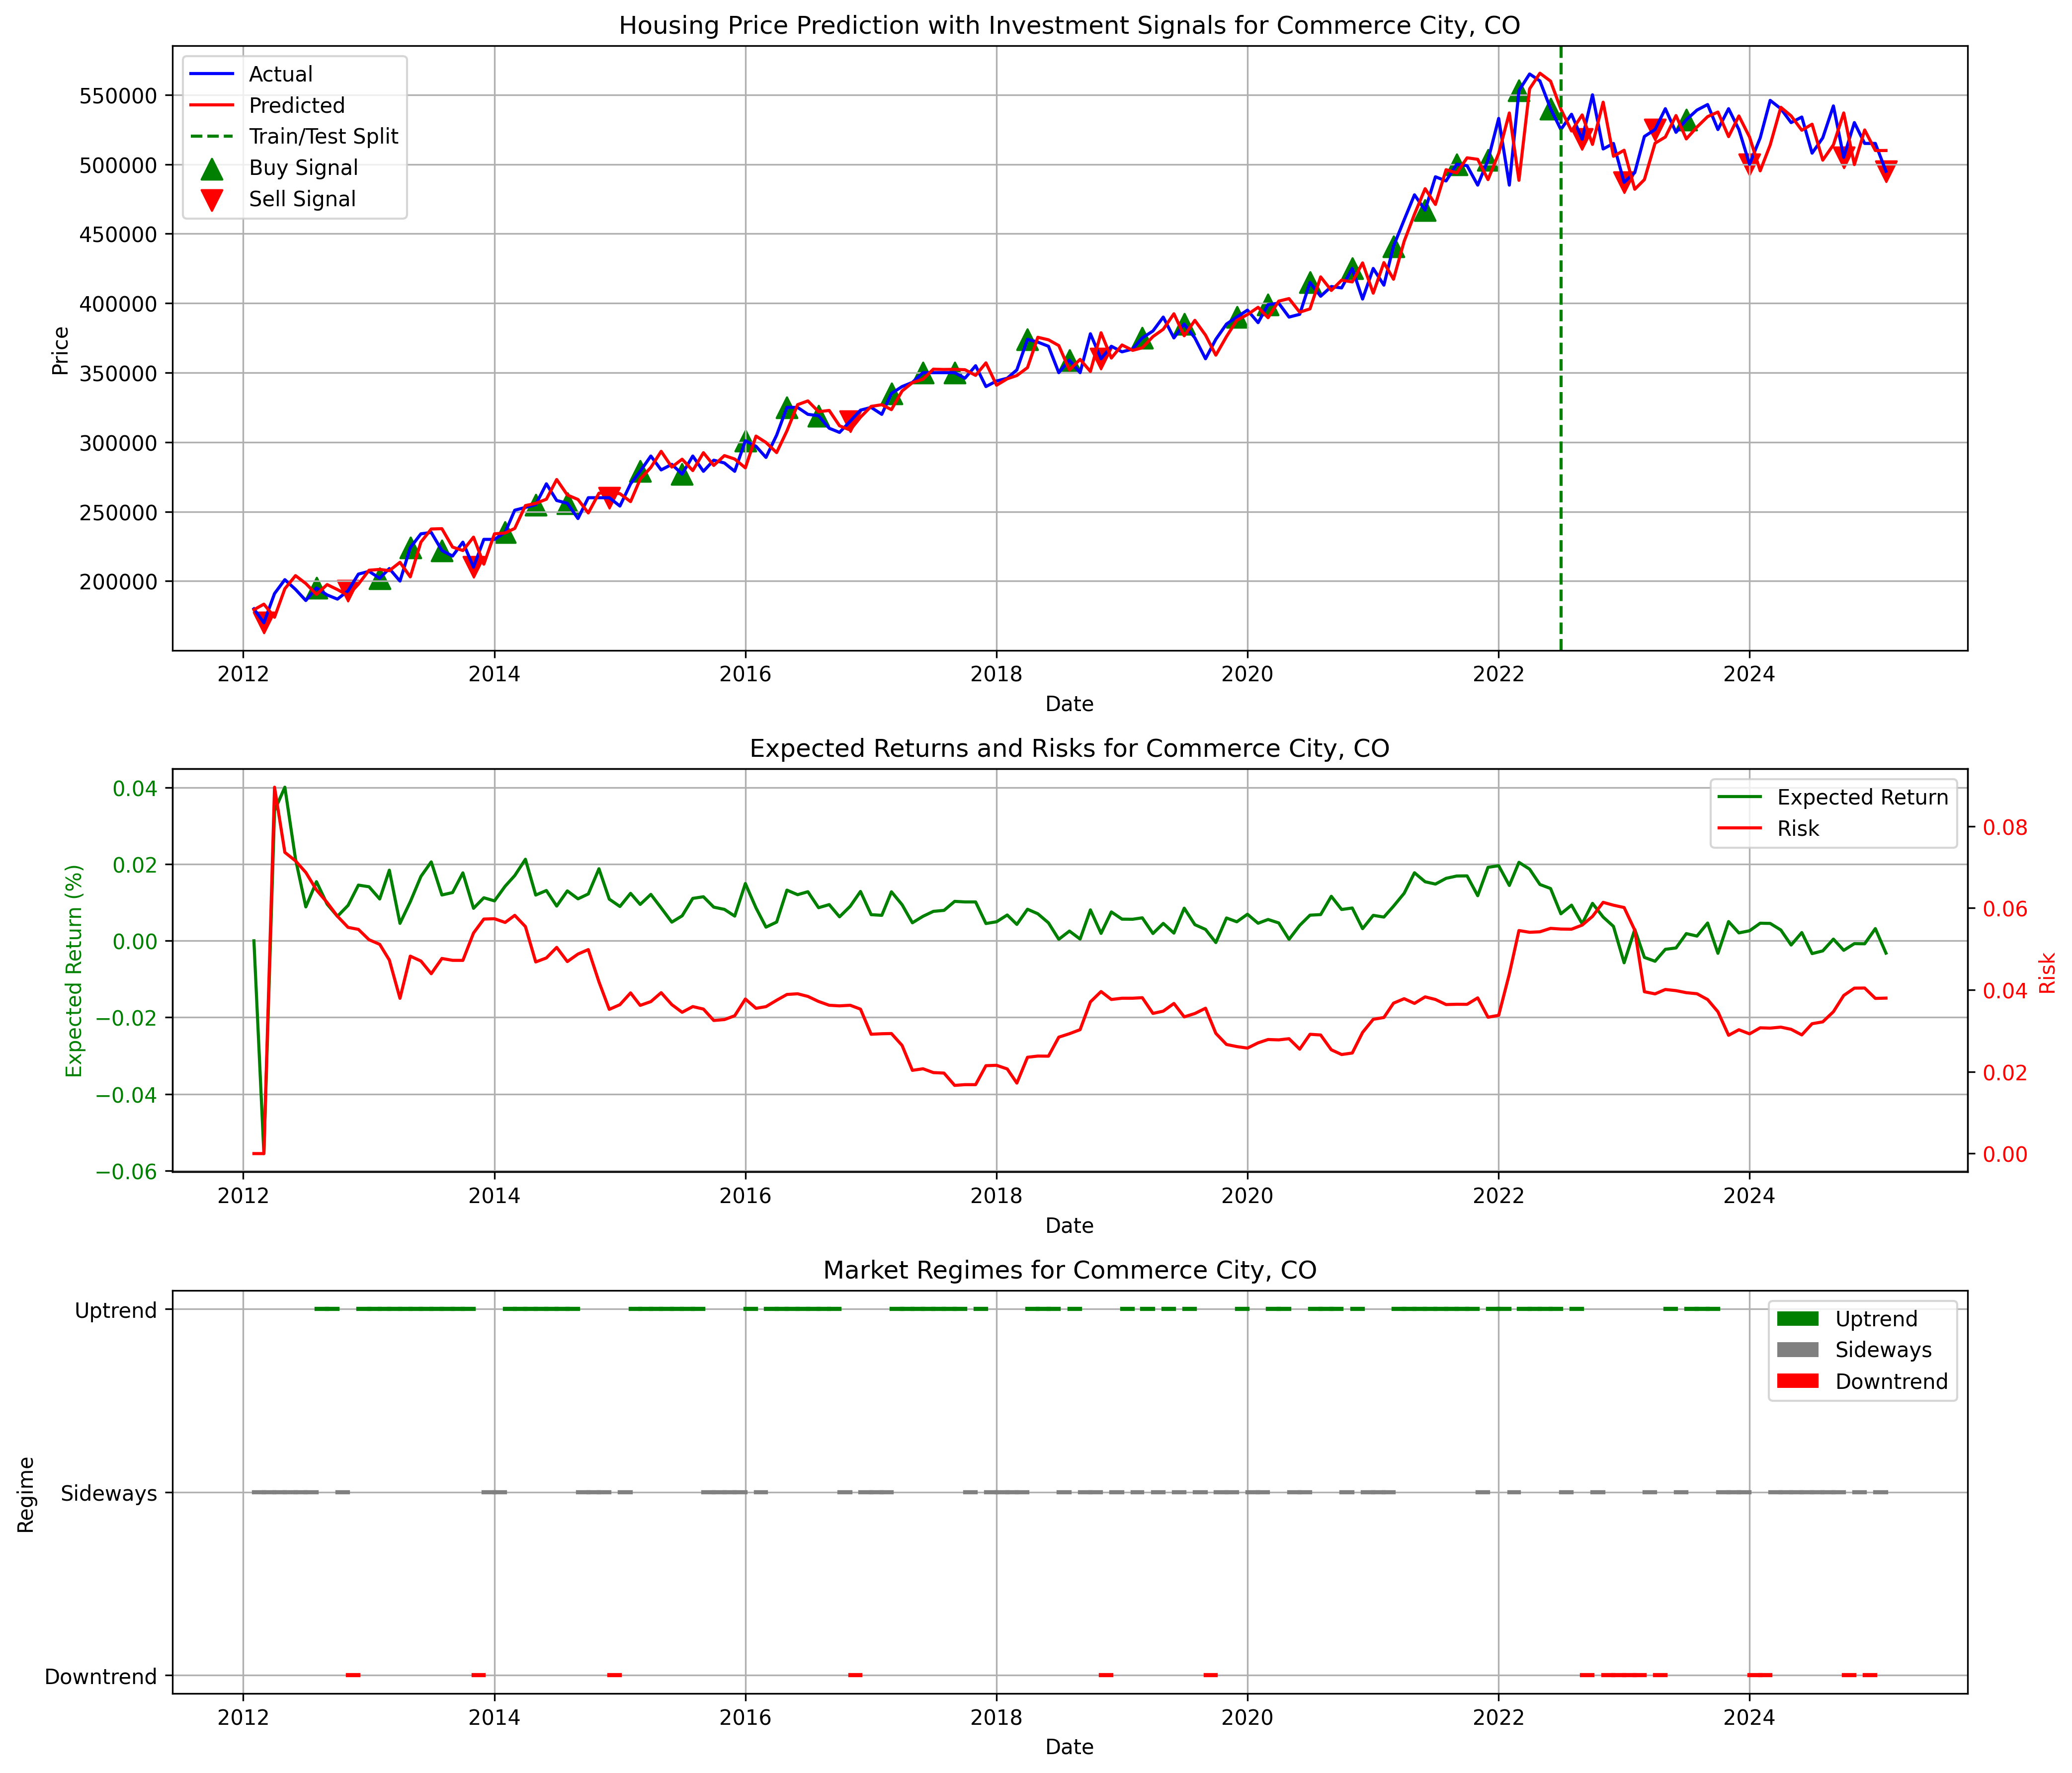 Housing Price Prediction with Investment Signals for Commerce City, CO
Actual
Predicted
Train/Test Split
Buy Signal
Sell Signal
550000
500000
450000
400000
350000
300000
250000
200000
Price
2012 2014 2016 2018 2020 2022 2024
Date
Expected Returns and Risks for Commerce City, CO
Expected Return
Risk
0.04
0.02
0.00
−0.02
−0.04
−0.06
Expected Return (%)
0.08
0.06
0.04
0.02
0.00
Risk
2012 2014 2016 2018 2020 2022 2024
Date
Market Regimes for Commerce City, CO
Uptrend
Sideways
Downtrend
Uptrend
Sideways
Downtrend
Regime
2012 2014 2016 2018 2020 2022 2024
Date